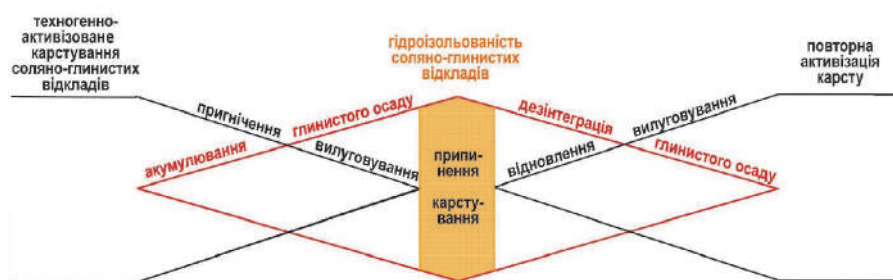 техногенно-
активізоване
карстування
соляно-глинистих
відкладів
гідроізольованість
соляно-глинистих
відкладів
повторна
активізація
карсту
пригнічення
вилуговування
акумулювання
глинистого осаду
припи-
нення
карсту-
вання
дезінтеграція
глинистого осаду
відновлення
вилуговування